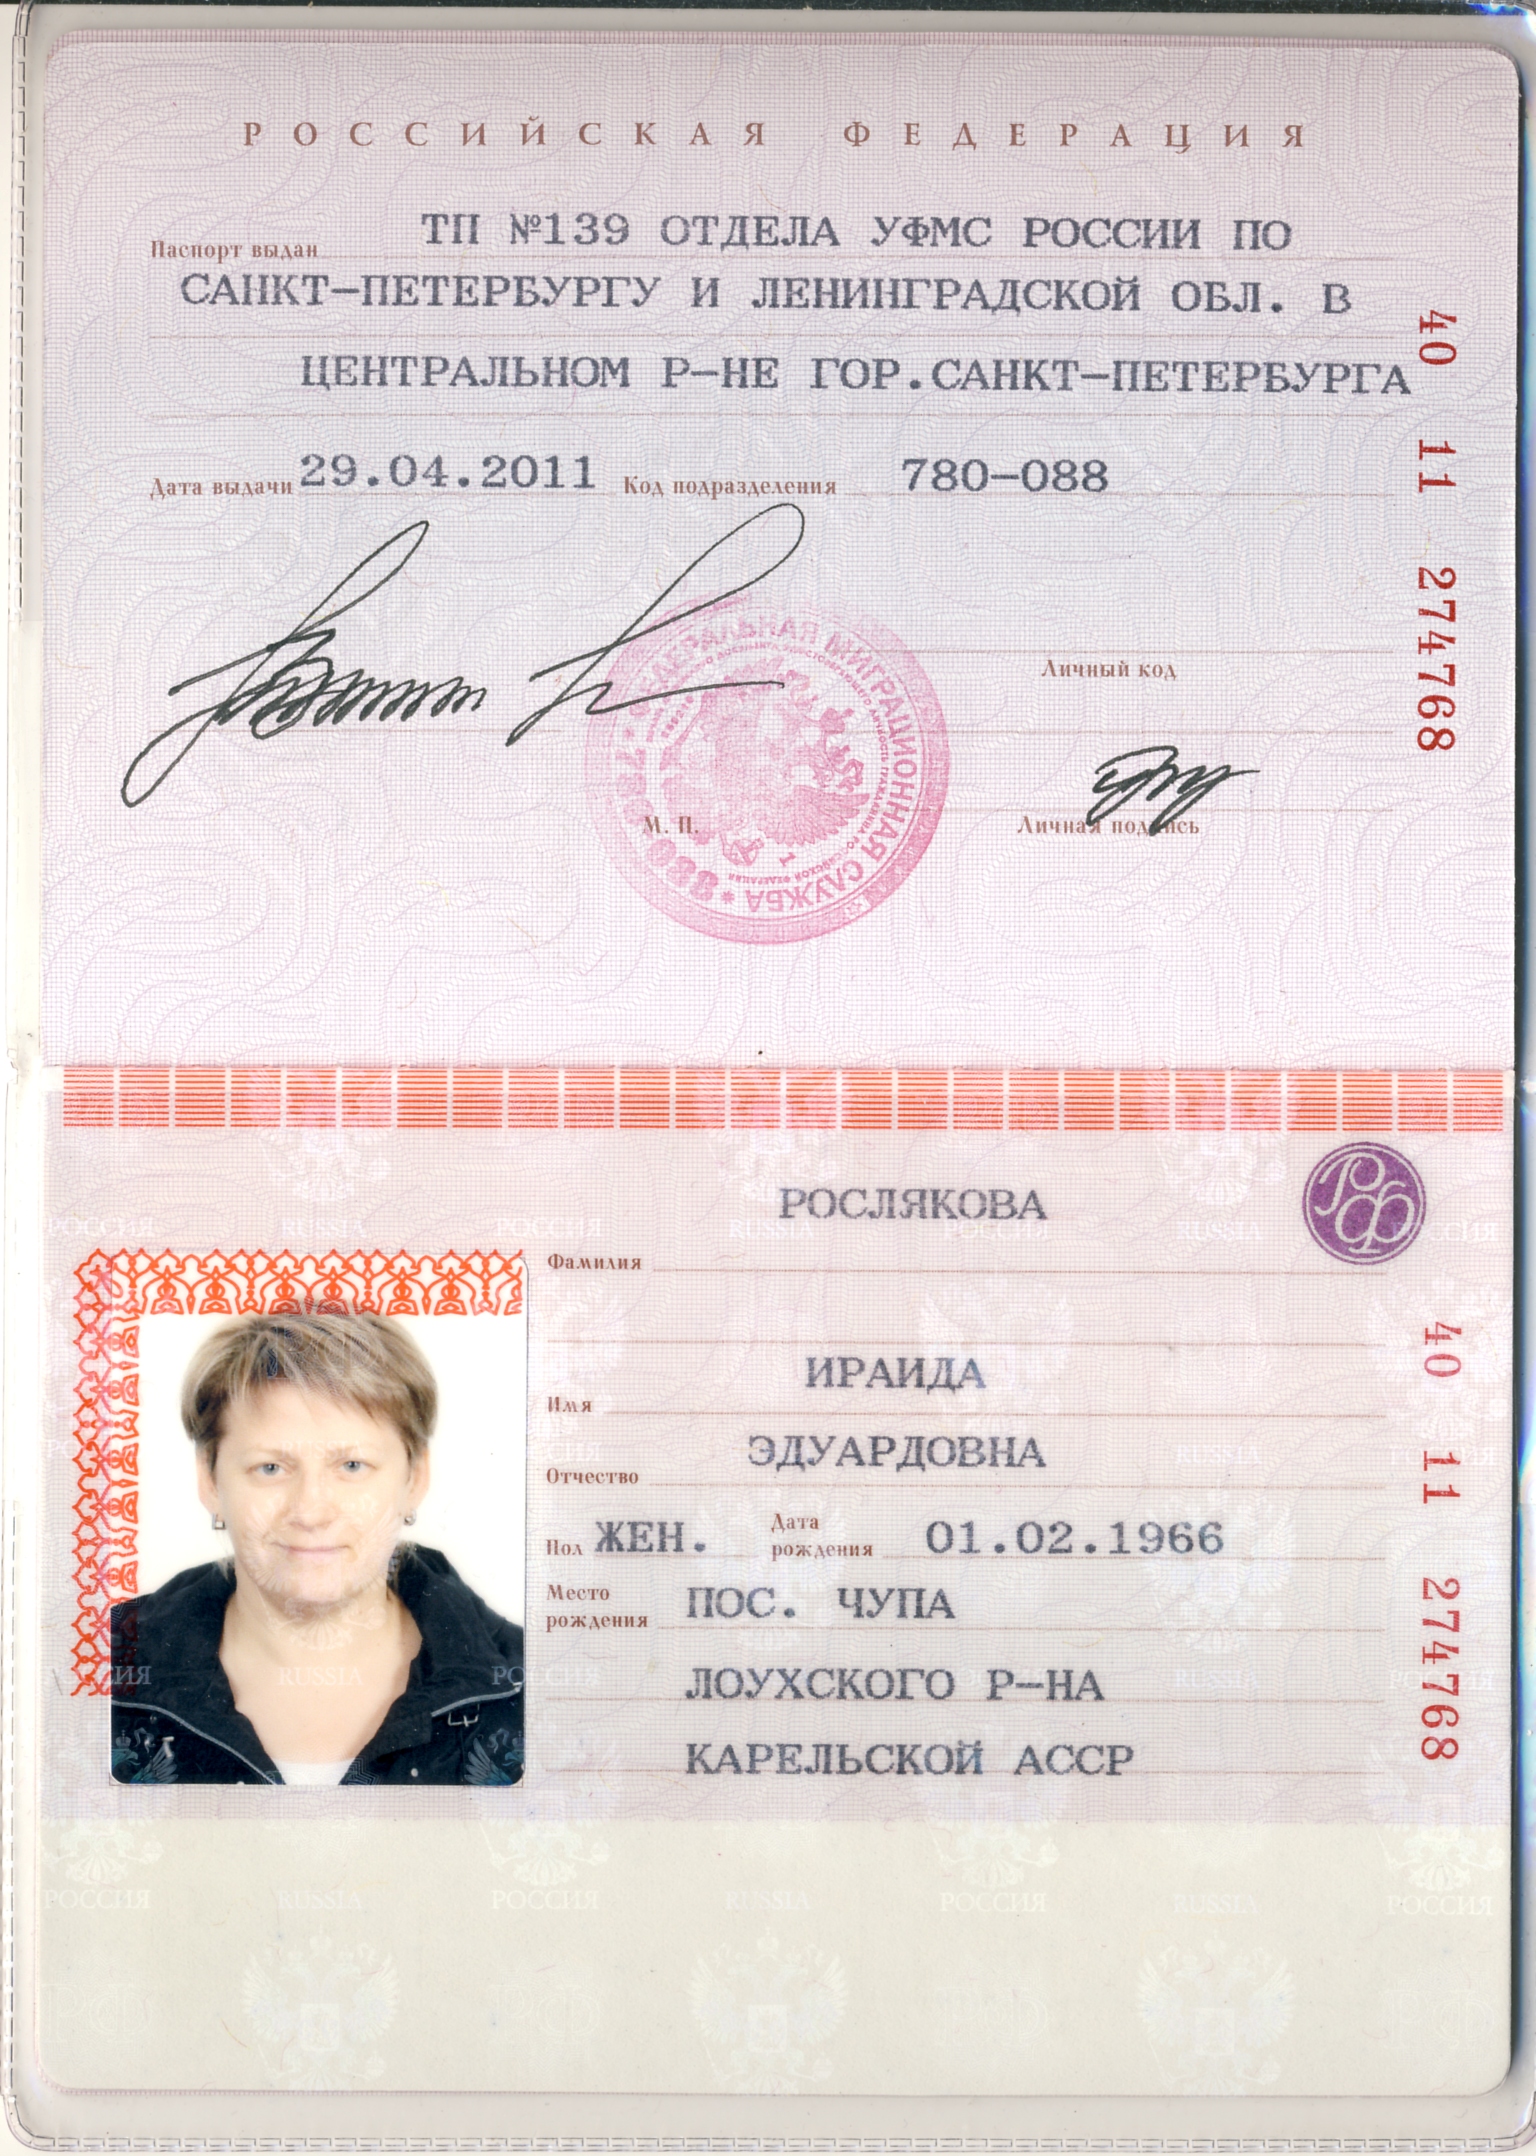 РОССИЙСКАЯ ФЕДЕРАЦИЯ
Паспорт выдан ТП №139 ОТДЕЛА УФМС РОССИИ ПО
САНКТ-ПЕТЕРБУРГУ И ЛЕНИНГРАДСКОЙ ОБЛ. В
ЦЕНТРАЛЬНОМ Р-НЕ ГОР.САНКТ-ПЕТЕРБУРГА
Дата выдачи 29.04.2011 Код подразделения 780-088
40 11 274768
Личный код
ФЕДЕРАЛЬНАЯ МИГРАЦИОННАЯ СЛУЖБА * 780-088 *
М. П.
Личная подпись
РОСЛЯКОВА
РФ
Фамилия
ИРАИДА
Имя
ЭДУАРДОВНА
Отчество
Пол ЖЕН. Дата рождения 01.02.1966
Место рождения ПОС. ЧУПА
ЛОУХСКОГО Р-НА
КАРЕЛЬСКОЙ АССР
40 11 274768
РОССИЯ RUSSIA РОССИЯ RUSSIA РОССИЯ RUSSIA РОССИЯ